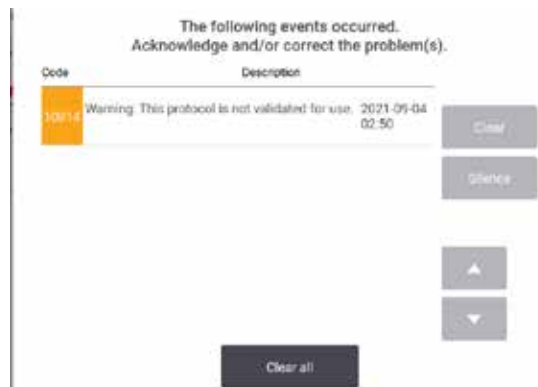 The following events occurred.
Acknowledge and/or correct the problem(s).
Code Description
Warning: This protocol is not validated for use. 2021-09-04
02:50
Clear
Silence
Clear all